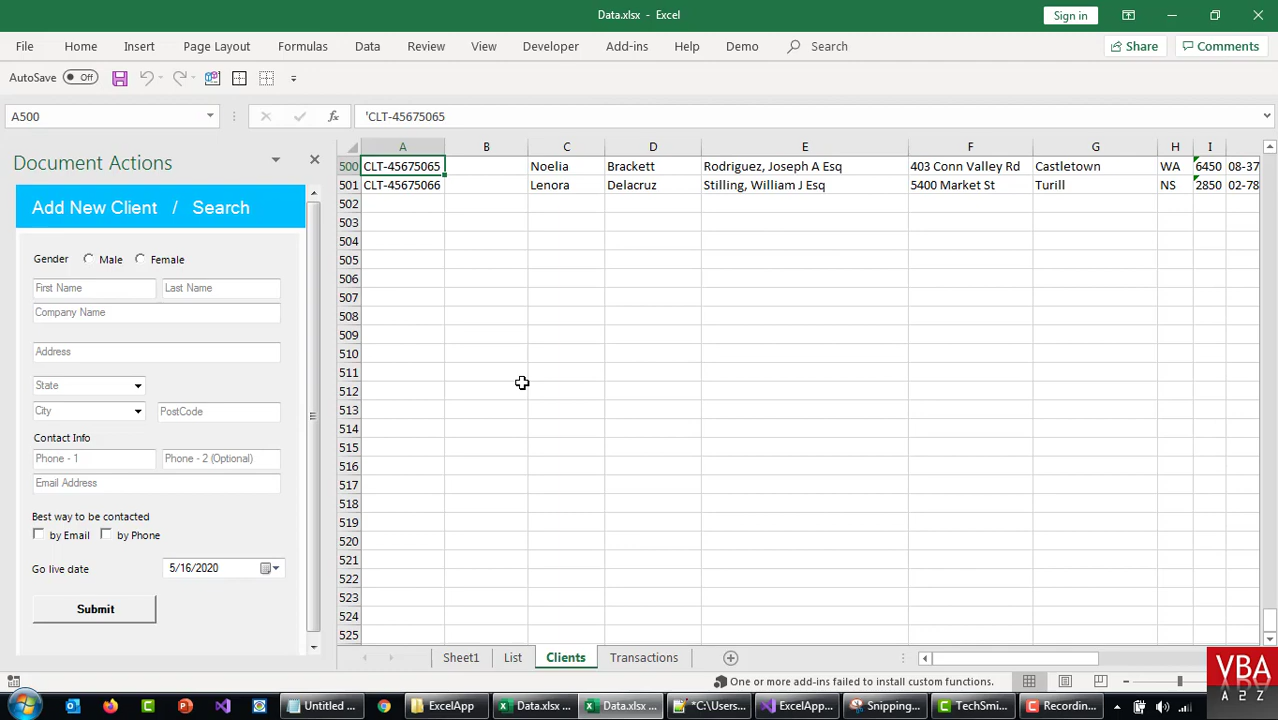 Data.xlsx - Excel
Sign in
File Home Insert Page Layout Formulas Data Review View Developer Add-ins Help Demo Search Share Comments
AutoSave Off
A500 fx 'CLT-45675065
Document Actions
Add New Client / Search
Gender Male Female
First Name Last Name
Company Name
Address
State
City PostCode
Contact Info
Phone - 1 Phone - 2 (Optional)
Email Address
Best way to be contacted
by Email by Phone
Go live date 5/16/2020
Submit
A B C D E F G H I
500 CLT-45675065 Noelia Brackett Rodriguez, Joseph A Esq 403 Conn Valley Rd Castletown WA 6450 08-37
501 CLT-45675066 Lenora Delacruz Stilling, William J Esq 5400 Market St Turill NS 2850 02-78
502
503
504
505
506
507
508
509
510
511
512
513
514
515
516
517
518
519
520
521
522
523
524
525
Sheet1 List Clients Transactions
One or more add-ins failed to install custom functions.
VBA
A 2 Z
Untitled ... ExcelApp Data.xlsx ... Data.xlsx ... *C:\Users... ExcelApp... Snipping... TechSmi... Recordin...